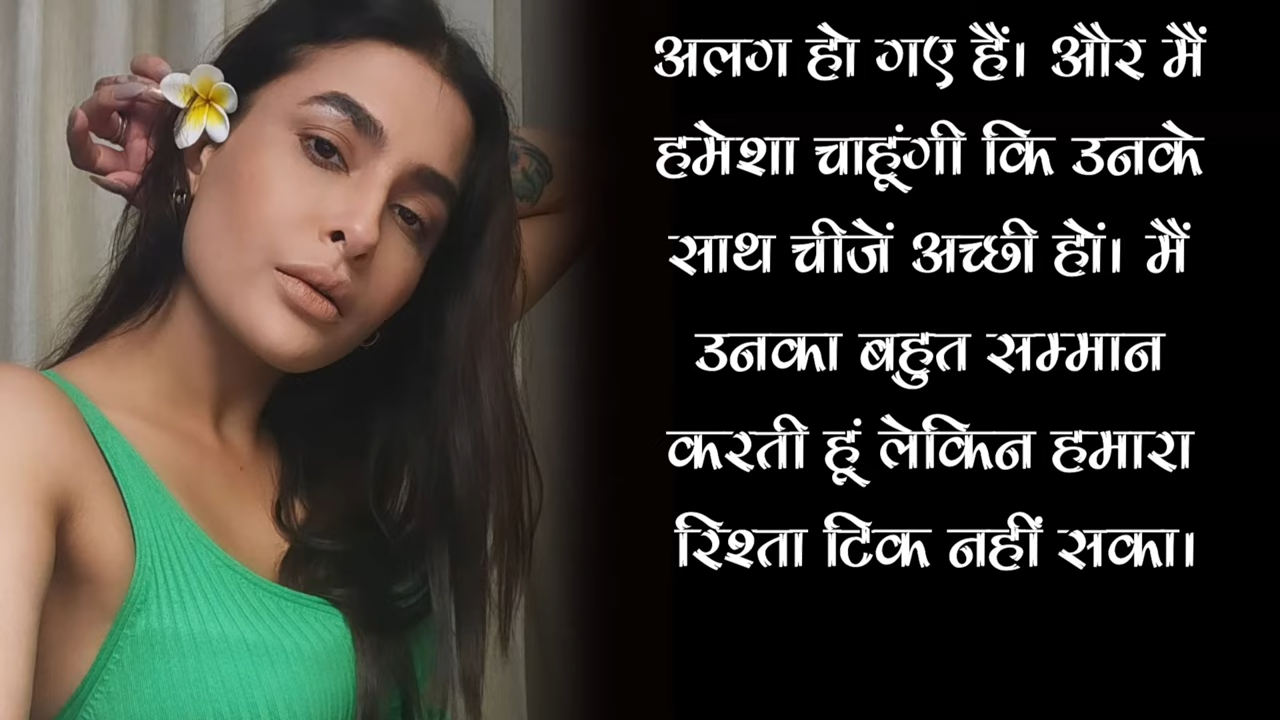 अलग हो गए हैं। और मैं
हमेशा चाहूंगी कि उनके
साथ चीजें अच्छी हों। मैं
उनका बहुत सम्मान
करती हूं लेकिन हमारा
रिश्ता टिक नहीं सका।